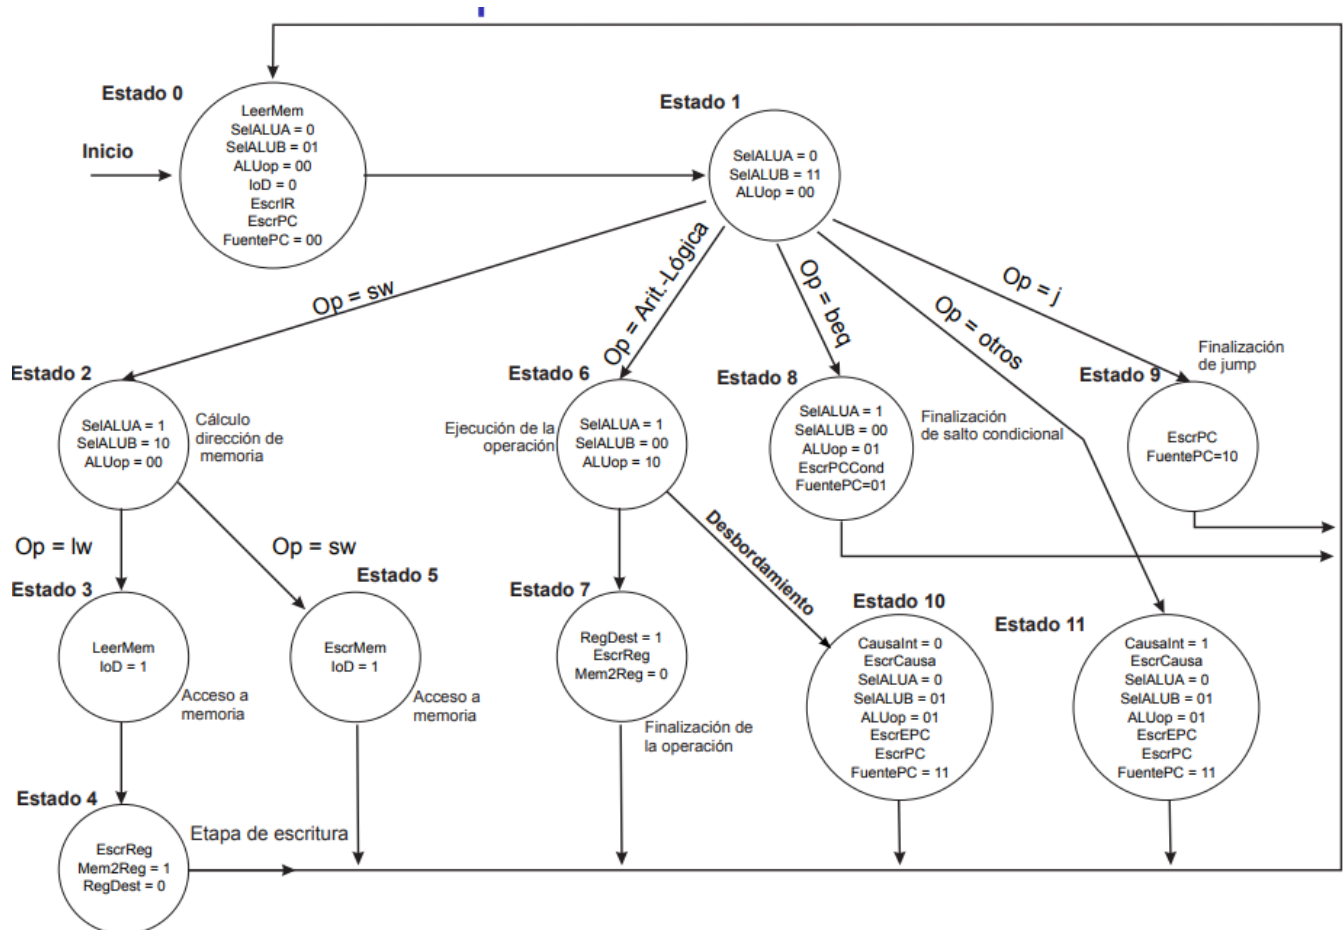 Estado 0
LeerMem
SelALUA = 0
SelALUB = 01
ALUop = 00
IoD = 0
EscrIR
EscrPC
FuentePC = 00
Inicio
Estado 1
SelALUA = 0
SelALUB = 11
ALUop = 00
Op = sw
Op = Arit.-Lógica
Op = beq
Op = otros
Op = j
Estado 2
SelALUA = 1
SelALUB = 10
ALUop = 00
Cálculo
dirección de
memoria
Estado 6
Ejecución de la
operación
SelALUA = 1
SelALUB = 00
ALUop = 10
Estado 8
SelALUA = 1
SelALUB = 00
ALUop = 01
EscrPCCond
FuentePC=01
Finalización
de salto condicional
Estado 9
Finalización
de jump
EscrPC
FuentePC=10
Op = lw
Op = sw
Desbordamiento
Estado 3
LeerMem
IoD = 1
Acceso a
memoria
Estado 5
EscrMem
IoD = 1
Acceso a
memoria
Estado 7
RegDest = 1
EscrReg
Mem2Reg = 0
Finalización de
la operación
Estado 10
CausaInt = 0
EscrCausa
SelALUA = 0
SelALUB = 01
ALUop = 01
EscrEPC
EscrPC
FuentePC = 11
Estado 11
CausaInt = 1
EscrCausa
SelALUA = 0
SelALUB = 01
ALUop = 01
EscrEPC
EscrPC
FuentePC = 11
Estado 4
EscrReg
Mem2Reg = 1
RegDest = 0
Etapa de escritura